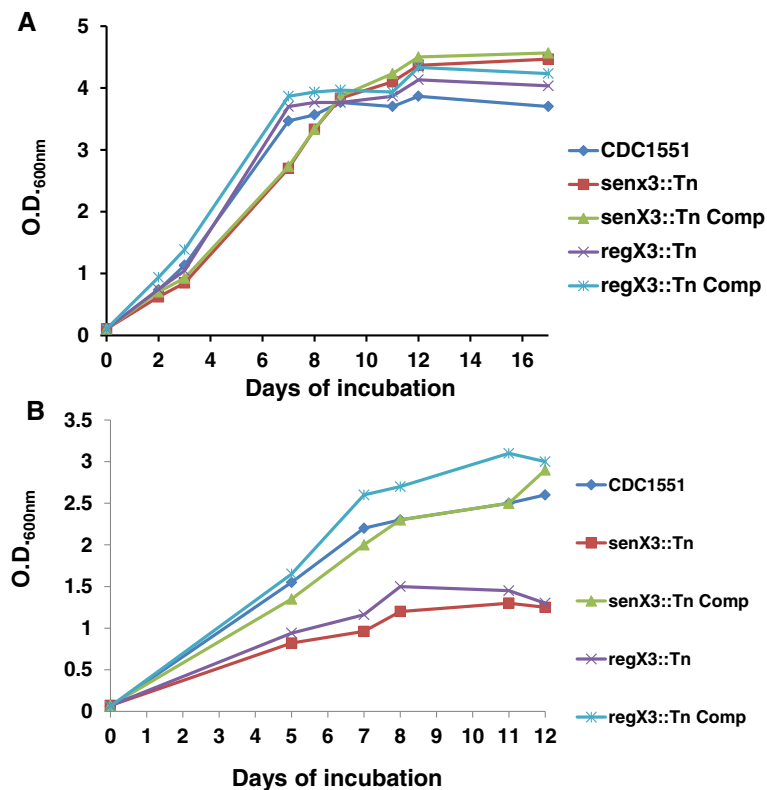 A
5
4
3
2
1
0
O.D.600nm
0 2 4 6 8 10 12 14 16
Days of incubation
CDC1551
senx3::Tn
senX3::Tn Comp
regX3::Tn
regX3::Tn Comp
B
3.5
3
2.5
2
1.5
1
0.5
0
O.D.600nm
0 1 2 3 4 5 7 8 9 10 11 12
Days of incubation
CDC1551
senX3::Tn
senX3::Tn Comp
regX3::Tn
regX3::Tn Comp